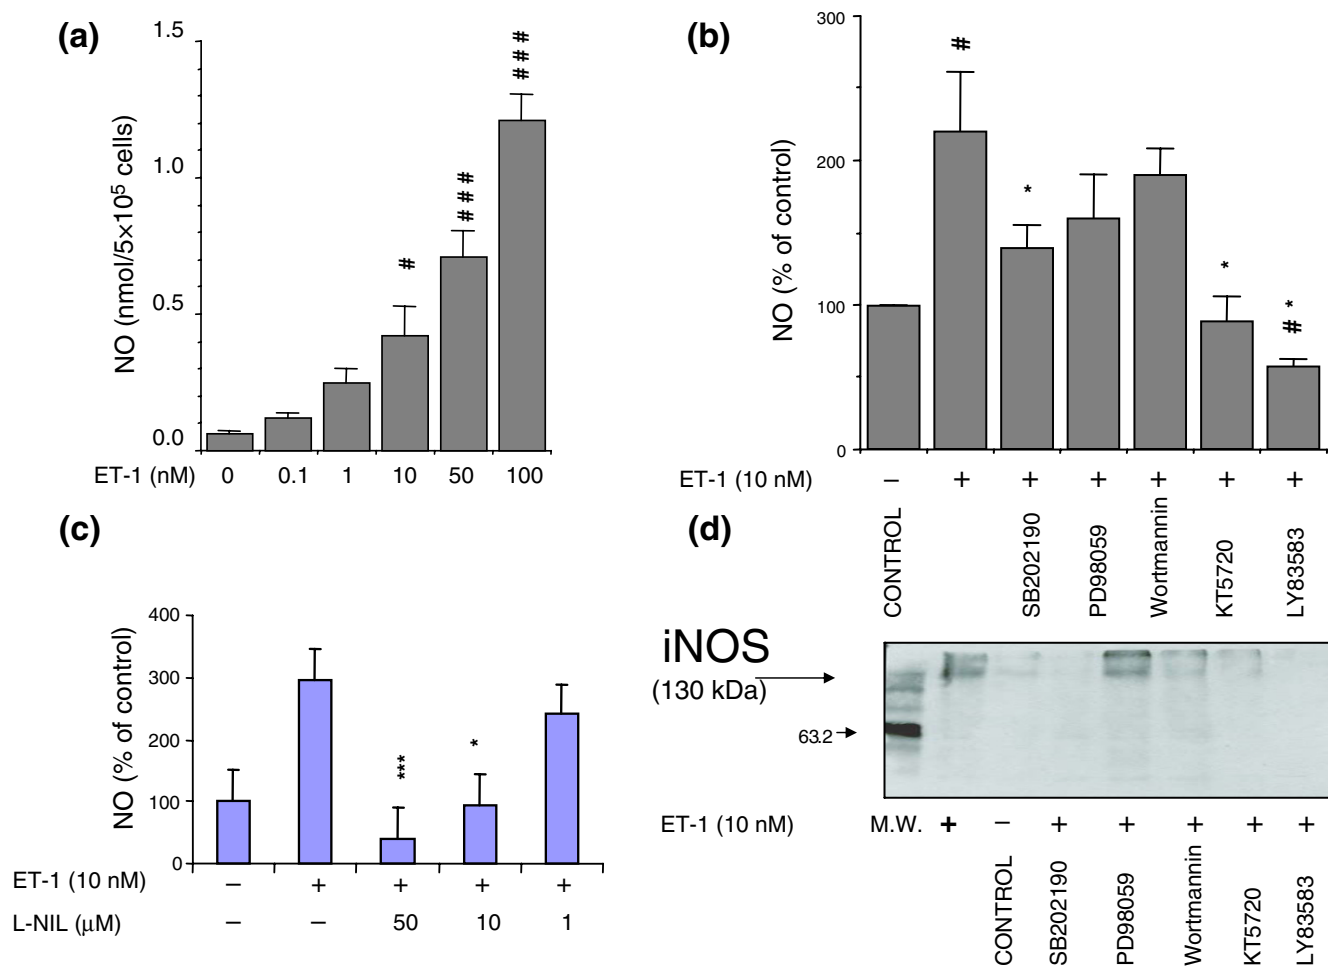 (a)
NO (nmol/5×10⁵ cells)
1.5
1.0
0.5
0.0
#
###
###
ET-1 (nM) 0 0.1 1 10 50 100
(b)
NO (% of control)
300
200
100
0
#
*
*
*
#
ET-1 (10 nM) – + + + + + +
CONTROL
SB202190
PD98059
Wortmannin
KT5720
LY83583
(c)
NO (% of control)
400
300
200
100
0
***
*
ET-1 (10 nM) – + + + +
L-NIL (μM) – – 50 10 1
(d)
iNOS
(130 kDa)
63.2
ET-1 (10 nM) M.W. + – + + + + +
CONTROL
SB202190
PD98059
Wortmannin
KT5720
LY83583